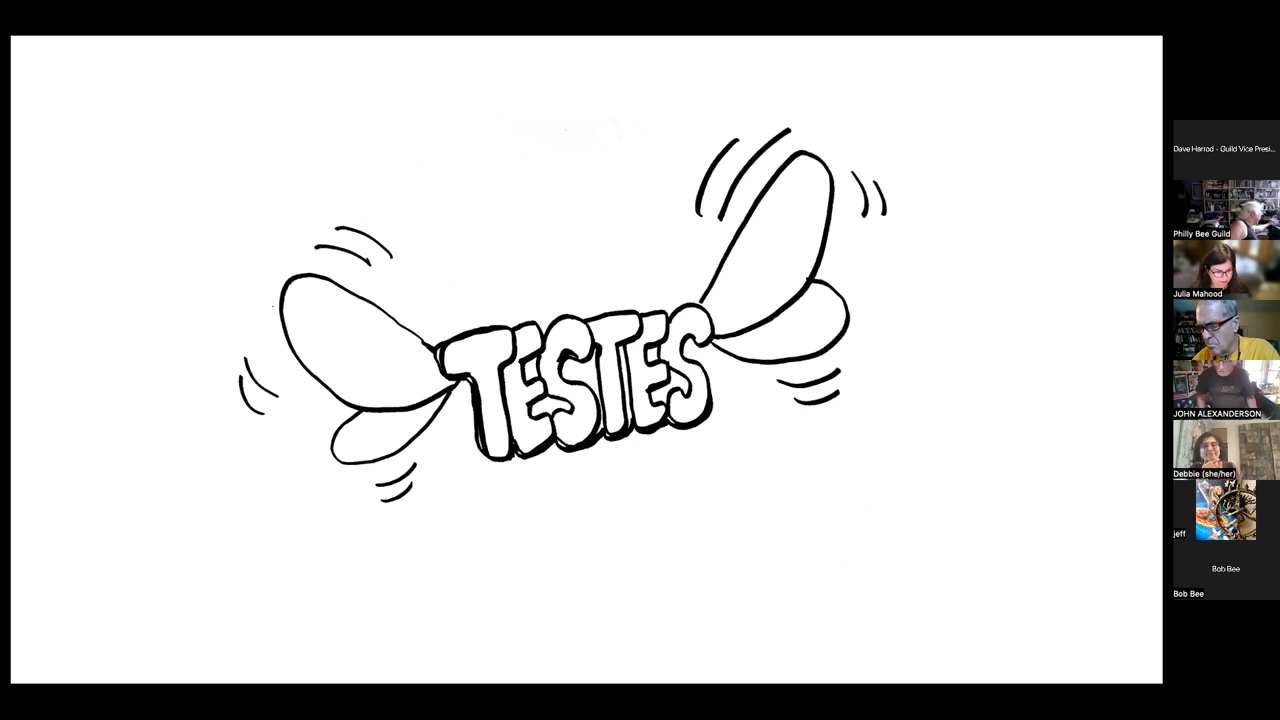 TESTES
Dave Harrod - Guild Vice Presi...
Philly Bee Guild
Julia Mahood
JOHN ALEXANDERSON
Debbie (she/her)
jeff
Bob Bee
Bob Bee